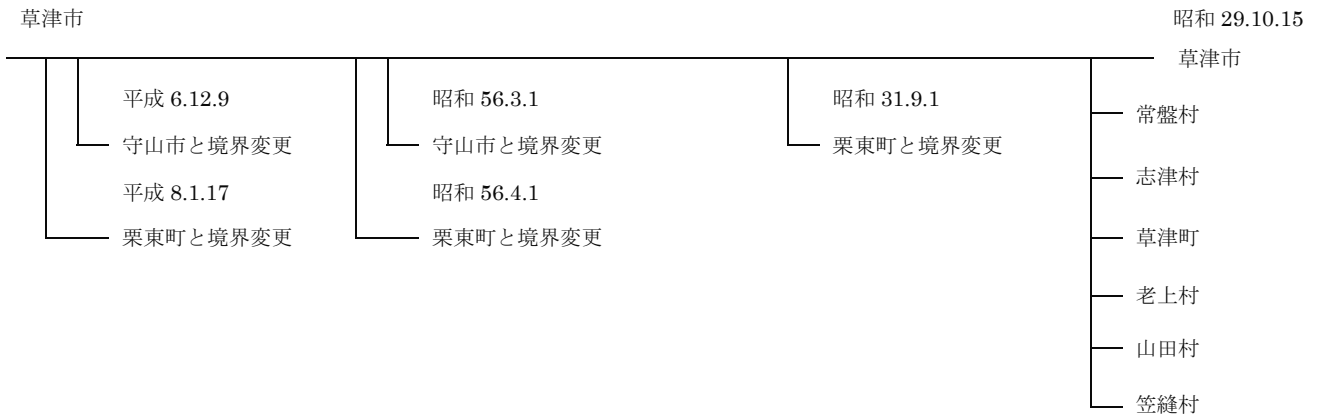 草津市
昭和 29.10.15
草津市
平成 6.12.9
守山市と境界変更
平成 8.1.17
栗東町と境界変更
昭和 56.3.1
守山市と境界変更
昭和 56.4.1
栗東町と境界変更
昭和 31.9.1
栗東町と境界変更
常盤村
志津村
草津町
老上村
山田村
笠縫村